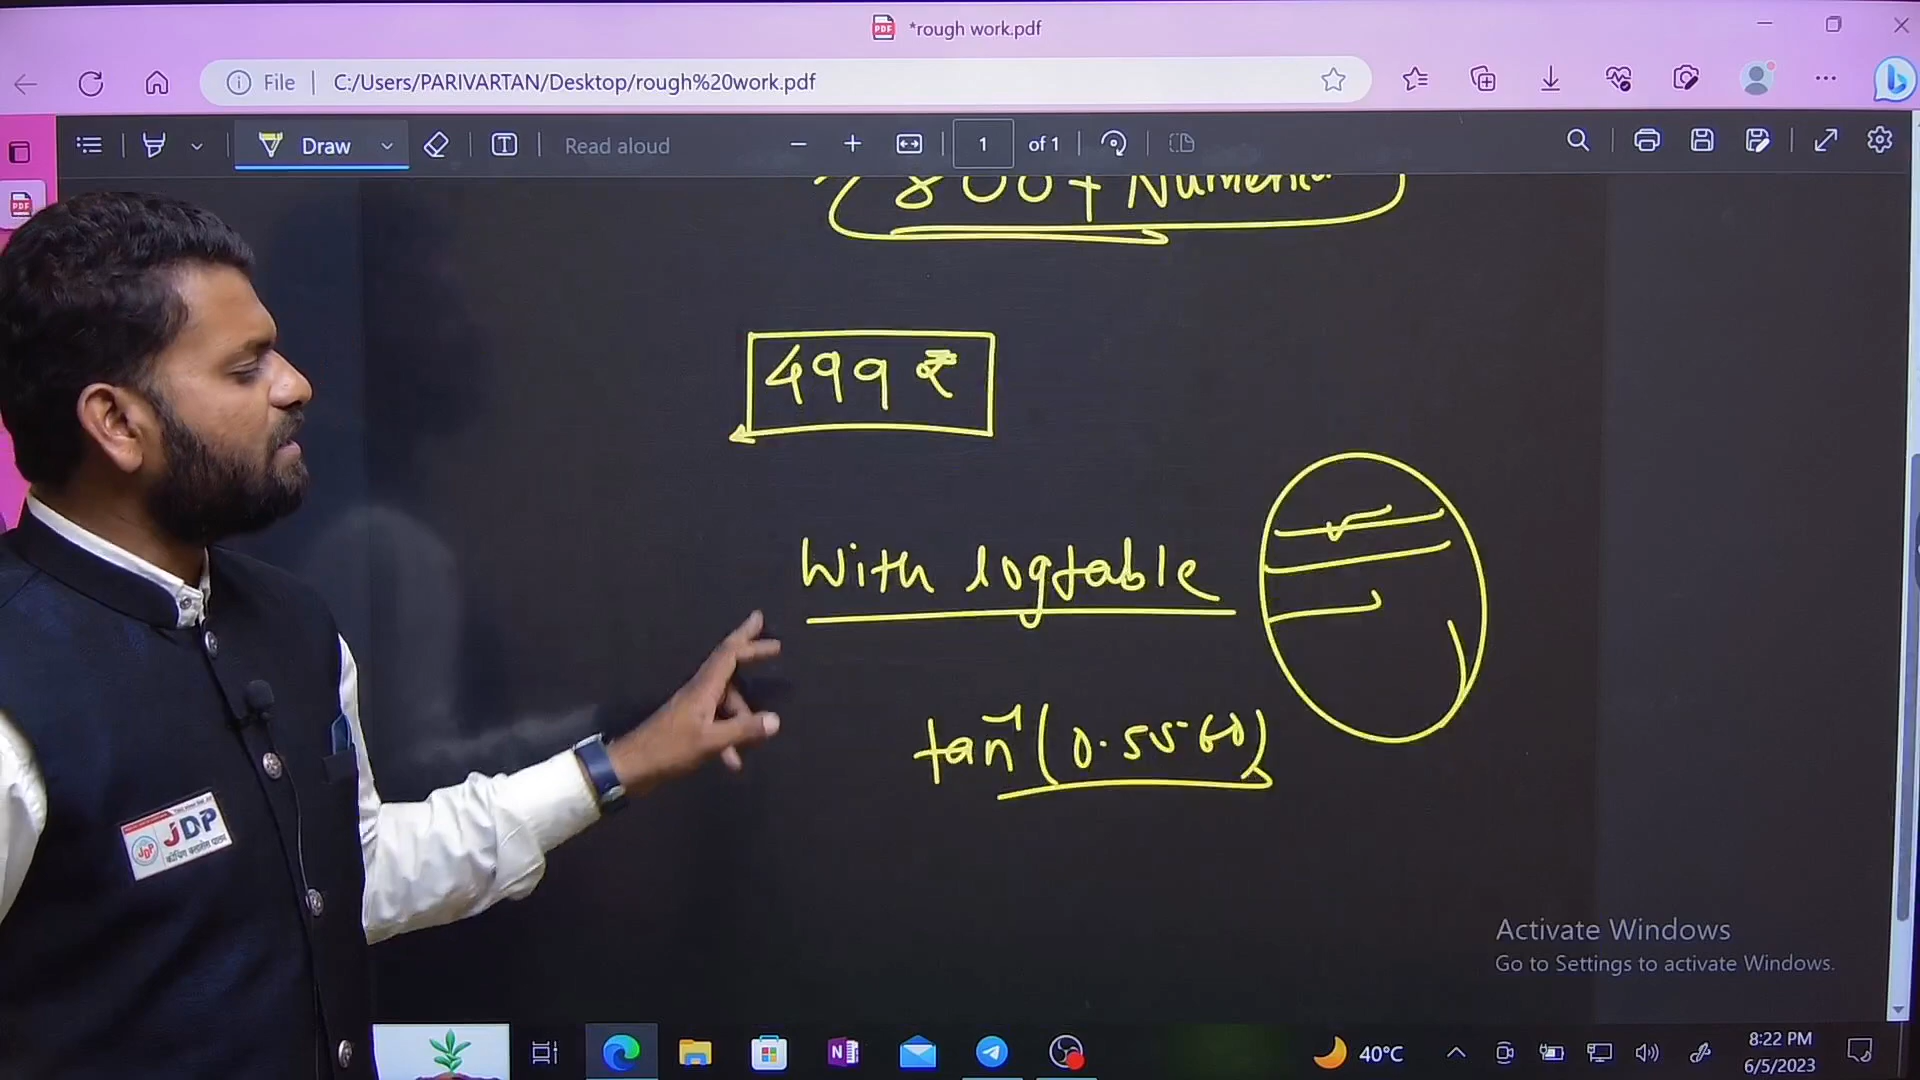 *rough work.pdf
File | C:/Users/PARIVARTAN/Desktop/rough%20work.pdf
Draw Read aloud 1 of 1
800+ Numerical
499 ₹
With logtable
tan⁻¹(0.5560)
JDP
Activate Windows
Go to Settings to activate Windows.
40°C 8:22 PM
6/5/2023